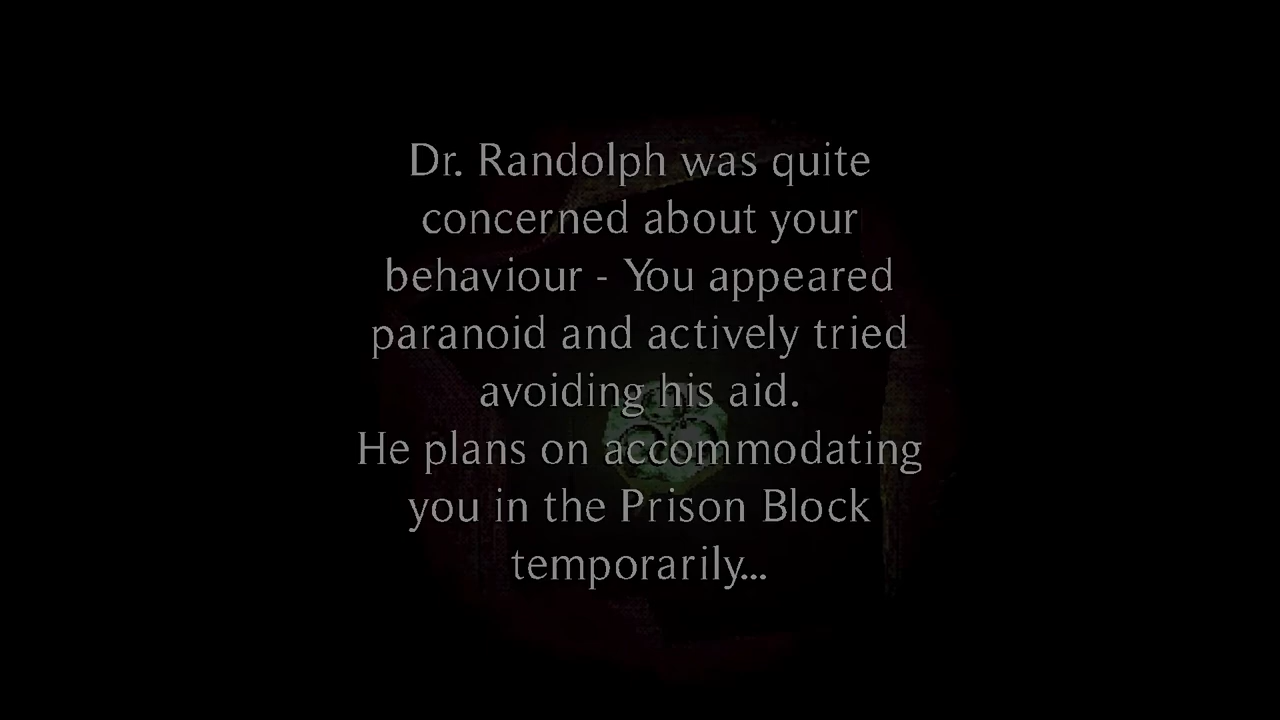 Dr. Randolph was quite
concerned about your
behaviour - You appeared
paranoid and actively tried
avoiding his aid.
He plans on accommodating
you in the Prison Block
temporarily...